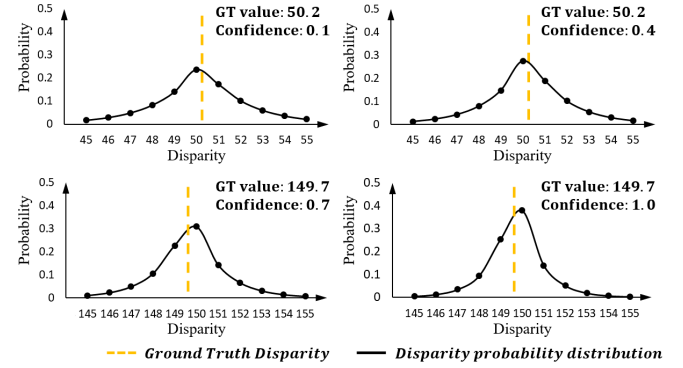 0.5
0.4
0.3
0.2
0.1
0
Probability
GT value: 50.2
Confidence: 0.1
45 46 47 48 49 50 51 52 53 54 55
Disparity
0.5
0.4
0.3
0.2
0.1
0
Probability
GT value: 50.2
Confidence: 0.4
45 46 47 48 49 50 51 52 53 54 55
Disparity
0.5
0.4
0.3
0.2
0.1
0
Probability
GT value: 149.7
Confidence: 0.7
145 146 147 148 149 150 151 152 153 154 155
Disparity
0.5
0.4
0.3
0.2
0.1
0
Probability
GT value: 149.7
Confidence: 1.0
145 146 147 148 149 150 151 152 153 154 155
Disparity
Ground Truth Disparity
Disparity probability distribution